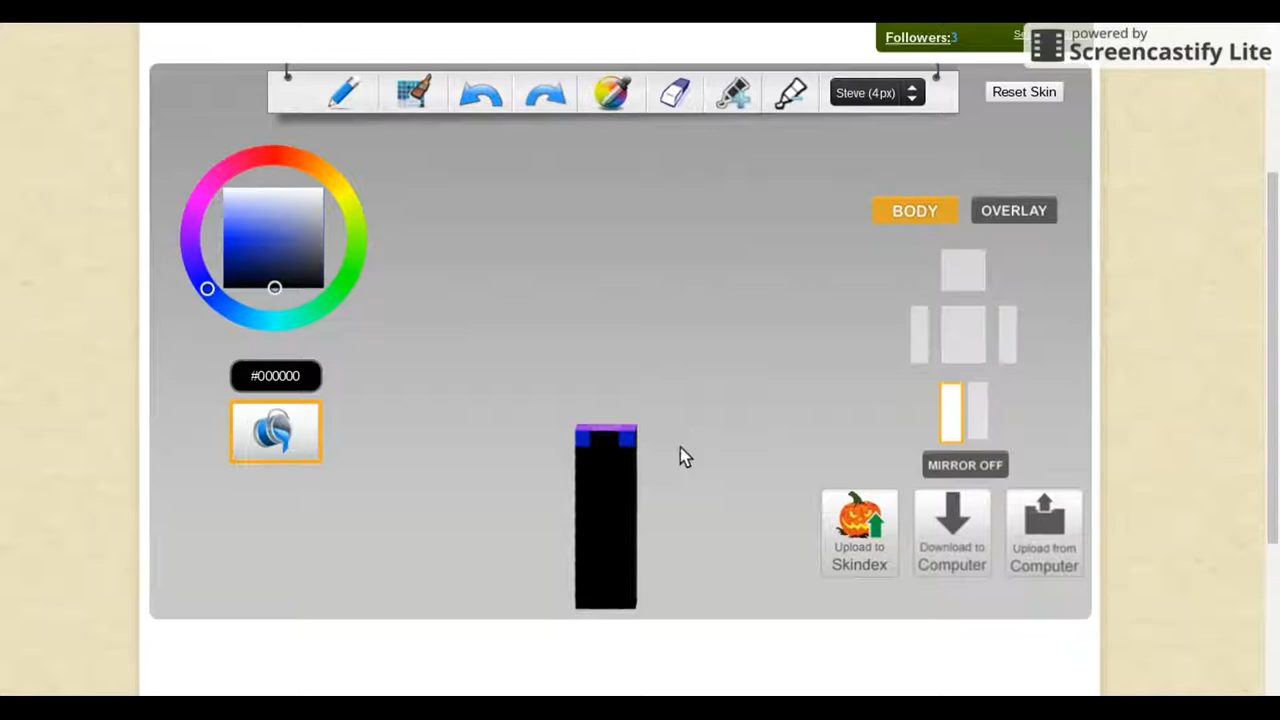 Followers:3
powered by
Screencastify Lite
Steve (4px)
Reset Skin
BODY
OVERLAY
#000000
MIRROR OFF
Upload to
Skindex
Download to
Computer
Upload from
Computer